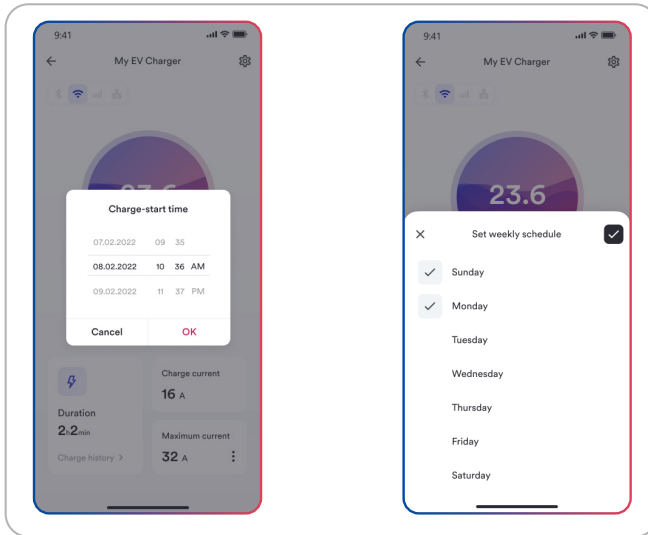 9:41
My EV Charger
Charge-start time
07.02.2022 09 35
08.02.2022 10 36 AM
09.02.2022 11 37 PM
Cancel OK
Duration
2h2min
Charge history >
Charge current
16 A
Maximum current
32 A
9:41
My EV Charger
23.6
Set weekly schedule
Sunday
Monday
Tuesday
Wednesday
Thursday
Friday
Saturday